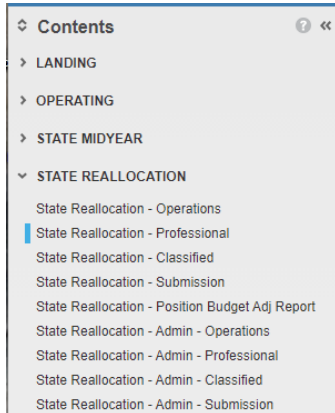 Contents
LANDING
OPERATING
STATE MIDYEAR
STATE REALLOCATION
State Reallocation - Operations
State Reallocation - Professional
State Reallocation - Classified
State Reallocation - Submission
State Reallocation - Position Budget Adj Report
State Reallocation - Admin - Operations
State Reallocation - Admin - Professional
State Reallocation - Admin - Classified
State Reallocation - Admin - Submission